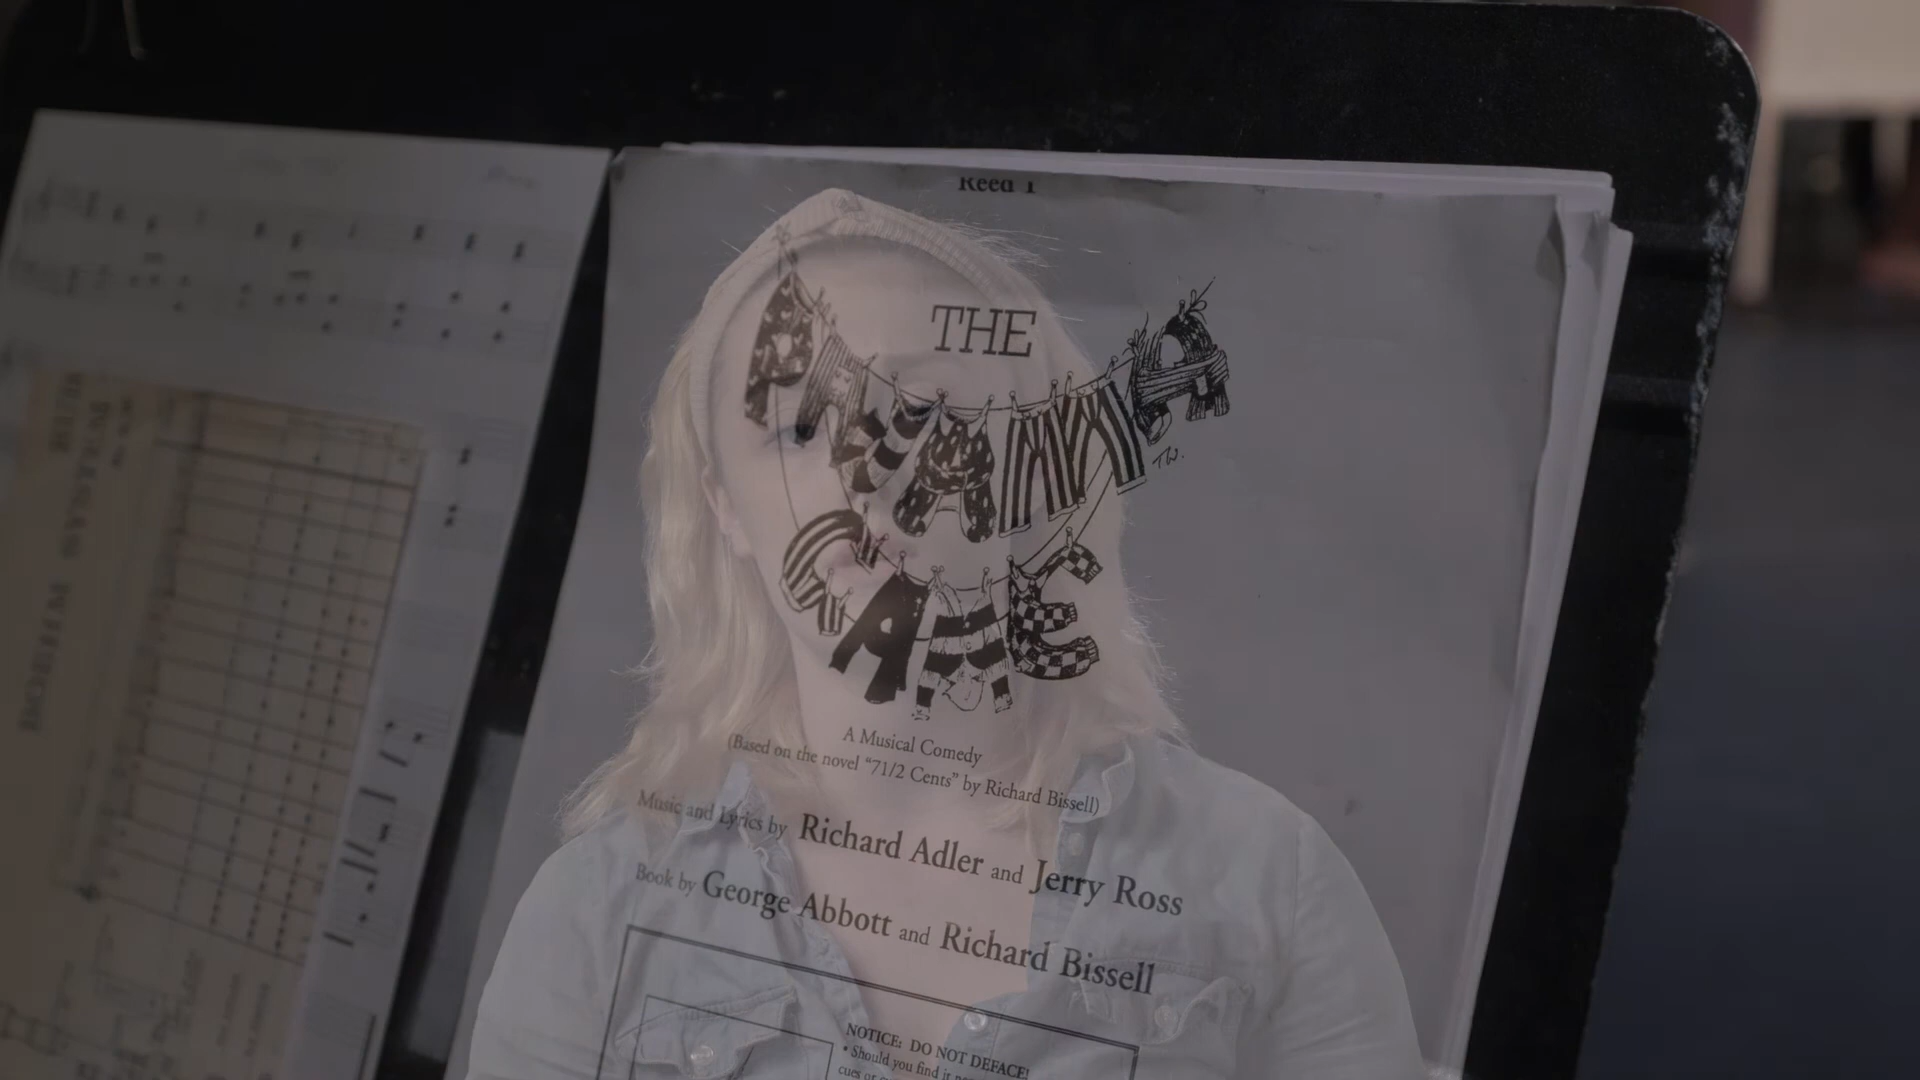 Reed 1
THE
PAJAMA
GAME
T.W.
A Musical Comedy
(Based on the novel “71/2 Cents” by Richard Bissell)
Music and Lyrics by Richard Adler and Jerry Ross
Book by George Abbott and Richard Bissell
NOTICE: DO NOT DEFACE!
• Should you find it
cues or